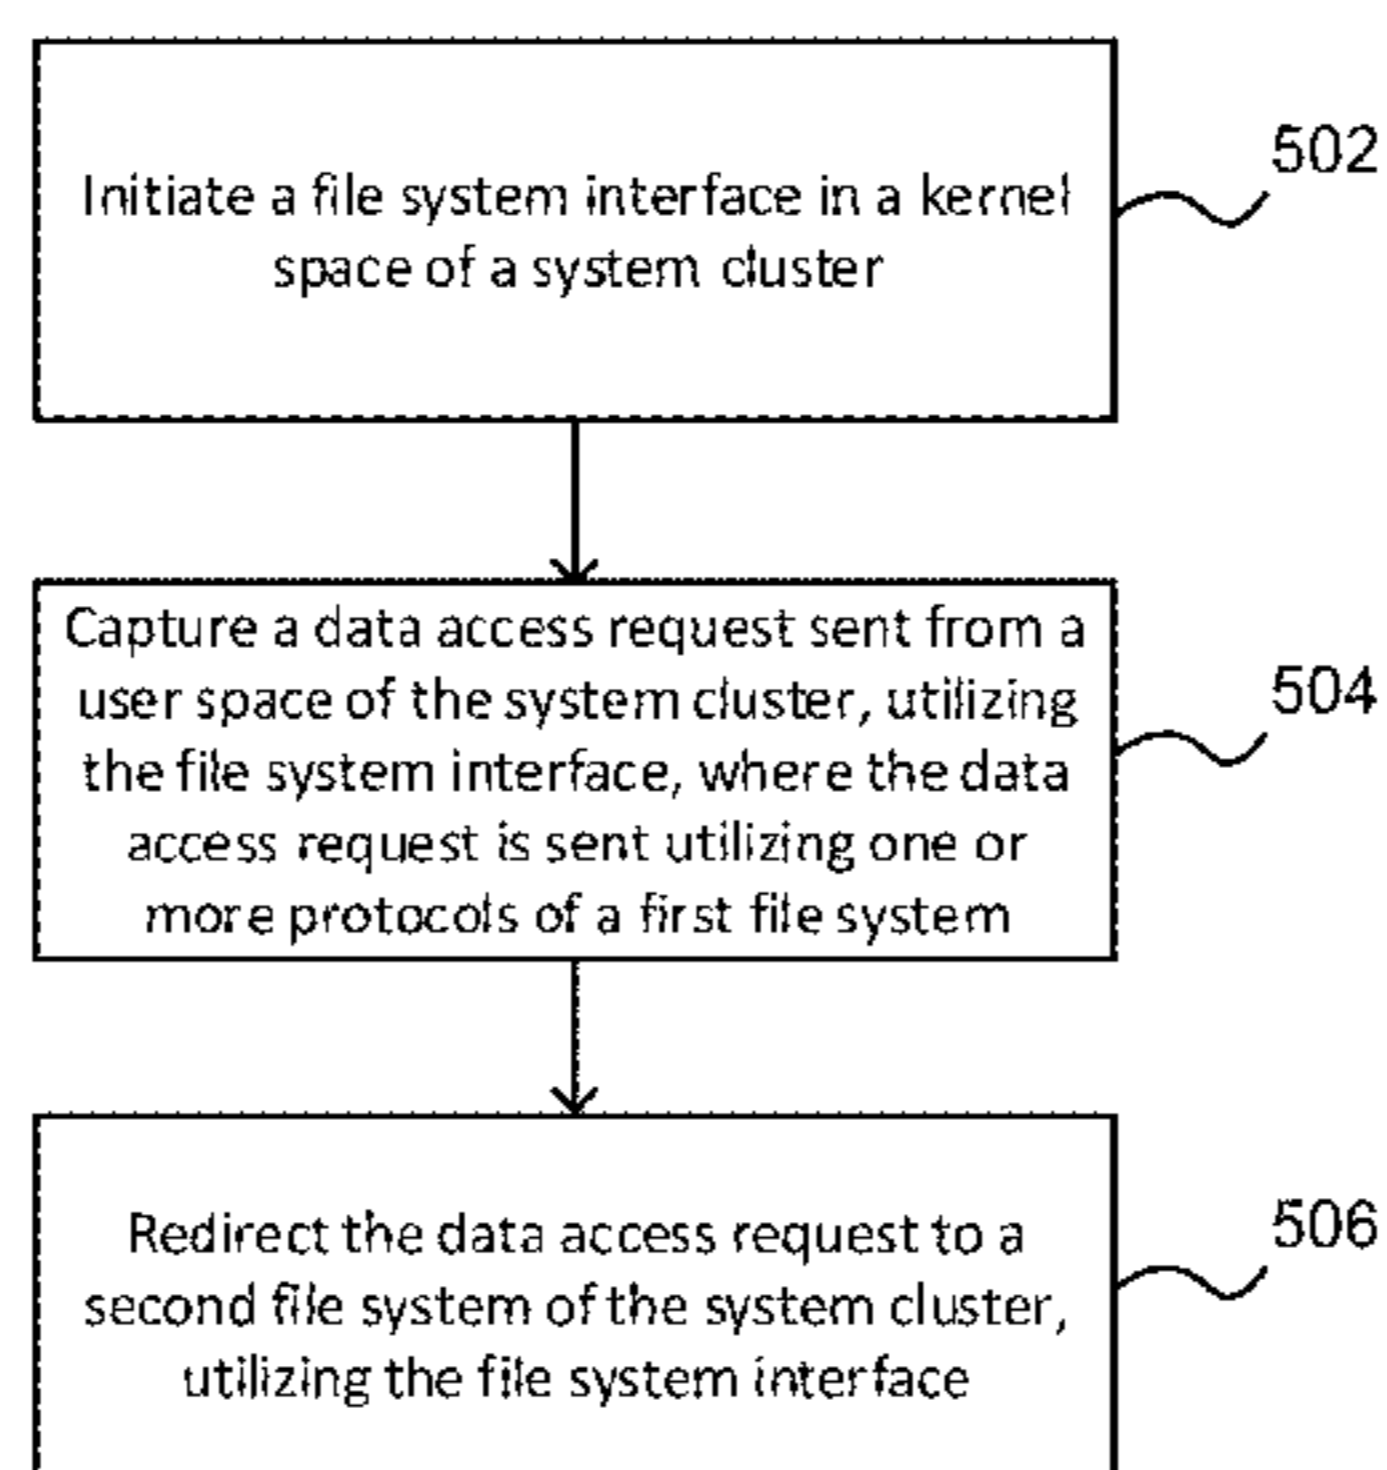 Initiate a file system interface in a kernel
space of a system cluster
502
Capture a data access request sent from a
user space of the system cluster, utilizing
the file system interface, where the data
access request is sent utilizing one or
more protocols of a first file system
504
Redirect the data access request to a
second file system of the system cluster,
utilizing the file system interface
506